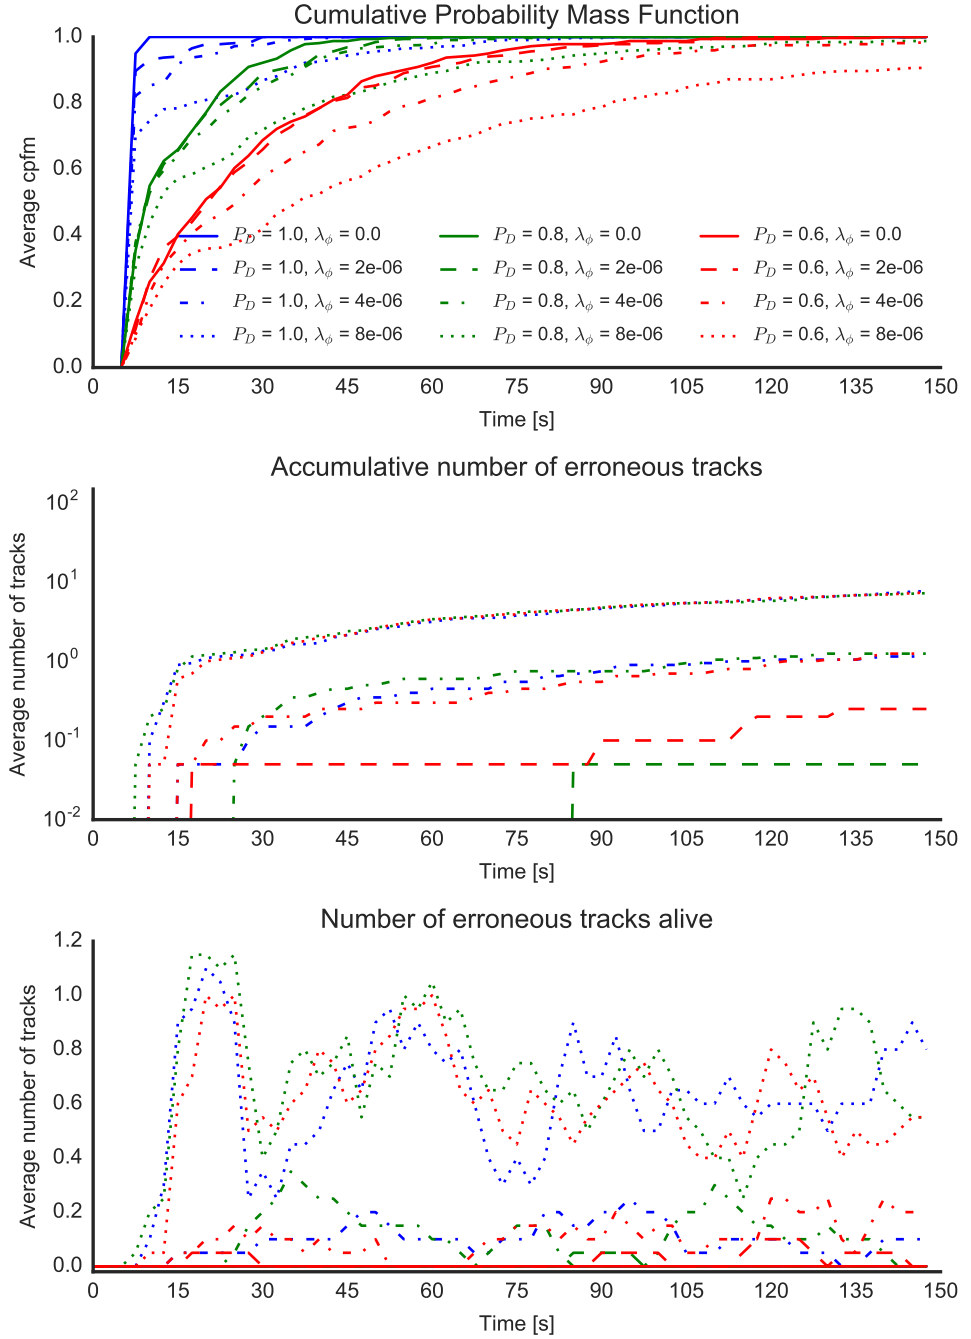 Cumulative Probability Mass Function
1.0
0.8
0.6
0.4
0.2
0.0
Average cpfm
P_D = 1.0, λ_ϕ = 0.0
P_D = 1.0, λ_ϕ = 2e-06
P_D = 1.0, λ_ϕ = 4e-06
P_D = 1.0, λ_ϕ = 8e-06
P_D = 0.8, λ_ϕ = 0.0
P_D = 0.8, λ_ϕ = 2e-06
P_D = 0.8, λ_ϕ = 4e-06
P_D = 0.8, λ_ϕ = 8e-06
P_D = 0.6, λ_ϕ = 0.0
P_D = 0.6, λ_ϕ = 2e-06
P_D = 0.6, λ_ϕ = 4e-06
P_D = 0.6, λ_ϕ = 8e-06
0 15 30 45 60 75 90 105 120 135 150
Time [s]
Accumulative number of erroneous tracks
10^2
10^1
10^0
10^-1
10^-2
Average number of tracks
0 15 30 45 60 75 90 105 120 135 150
Time [s]
Number of erroneous tracks alive
1.2
1.0
0.8
0.6
0.4
0.2
0.0
Average number of tracks
0 15 30 45 60 75 90 105 120 135 150
Time [s]